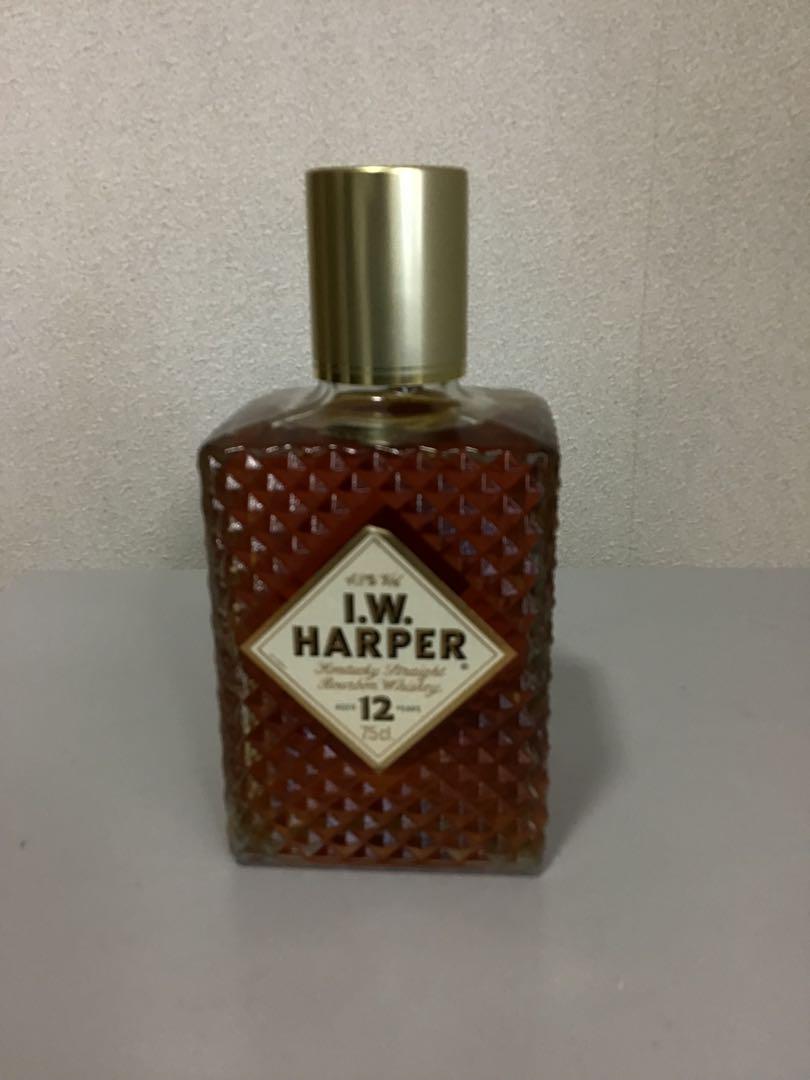 43% Vol
I.W.
HARPER®
Kentucky Straight
Bourbon Whiskey
AGED 12 YEARS
75cl